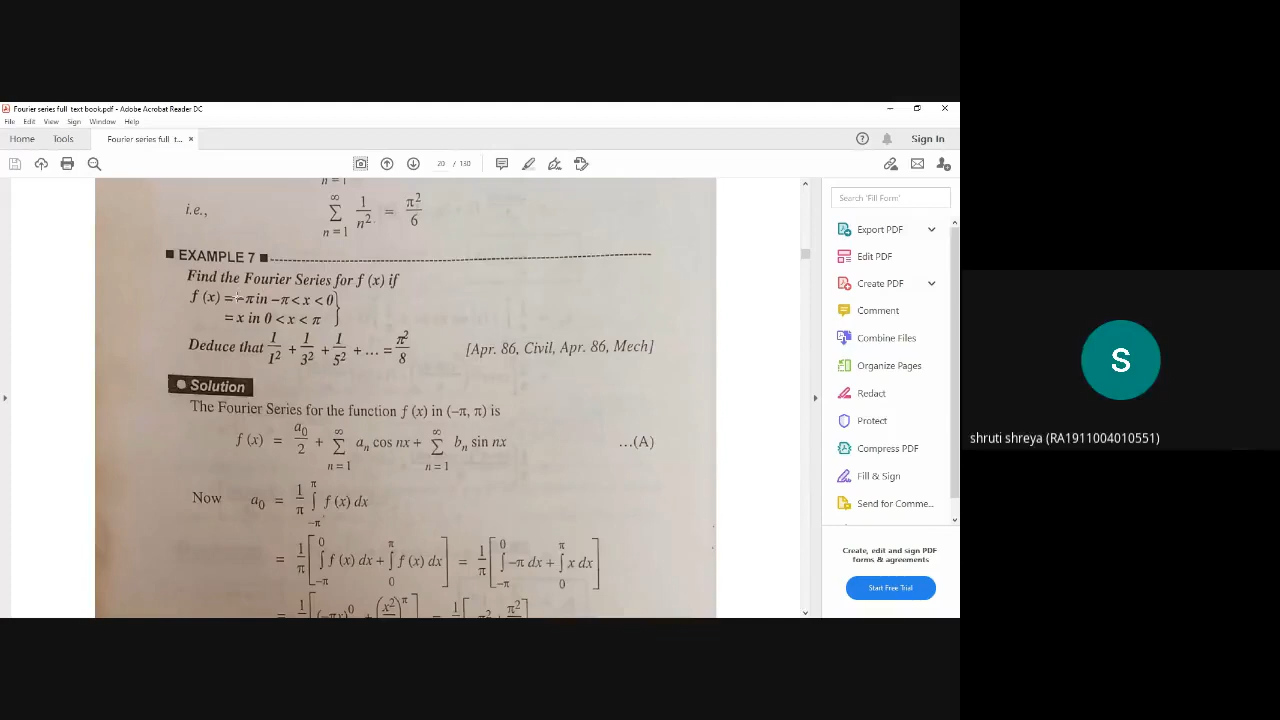 Fourier series full text book.pdf - Adobe Acrobat Reader DC
File Edit View Sign Window Help
Home Tools Fourier series full t... × Sign In
20 / 130
n = 1
i.e., ∞ Σ n = 1 1/n² = π²/6
■ EXAMPLE 7 ■
Find the Fourier Series for f (x) if
f (x) = −π in −π < x < 0}
= x in 0 < x < π
Deduce that 1/1² + 1/3² + 1/5² + ... = π²/8 [Apr. 86, Civil, Apr. 86, Mech]
● Solution
The Fourier Series for the function f (x) in (−π, π) is
f (x) = a₀/2 + ∞ Σ n = 1 aₙ cos nx + ∞ Σ n = 1 bₙ sin nx ...(A)
Now a₀ = 1/π ∫_{−π}^{π} f (x) dx
= 1/π [∫_{−π}^{0} f (x) dx + ∫_{0}^{π} f (x) dx] = 1/π [∫_{−π}^{0} −π dx + ∫_{0}^{π} x dx]
Search 'Fill Form'
Export PDF
Edit PDF
Create PDF
Comment
Combine Files
Organize Pages
Redact
Protect
Compress PDF
Fill & Sign
Send for Comme...
Create, edit and sign PDF
forms & agreements
Start Free Trial
S
shruti shreya (RA1911004010551)